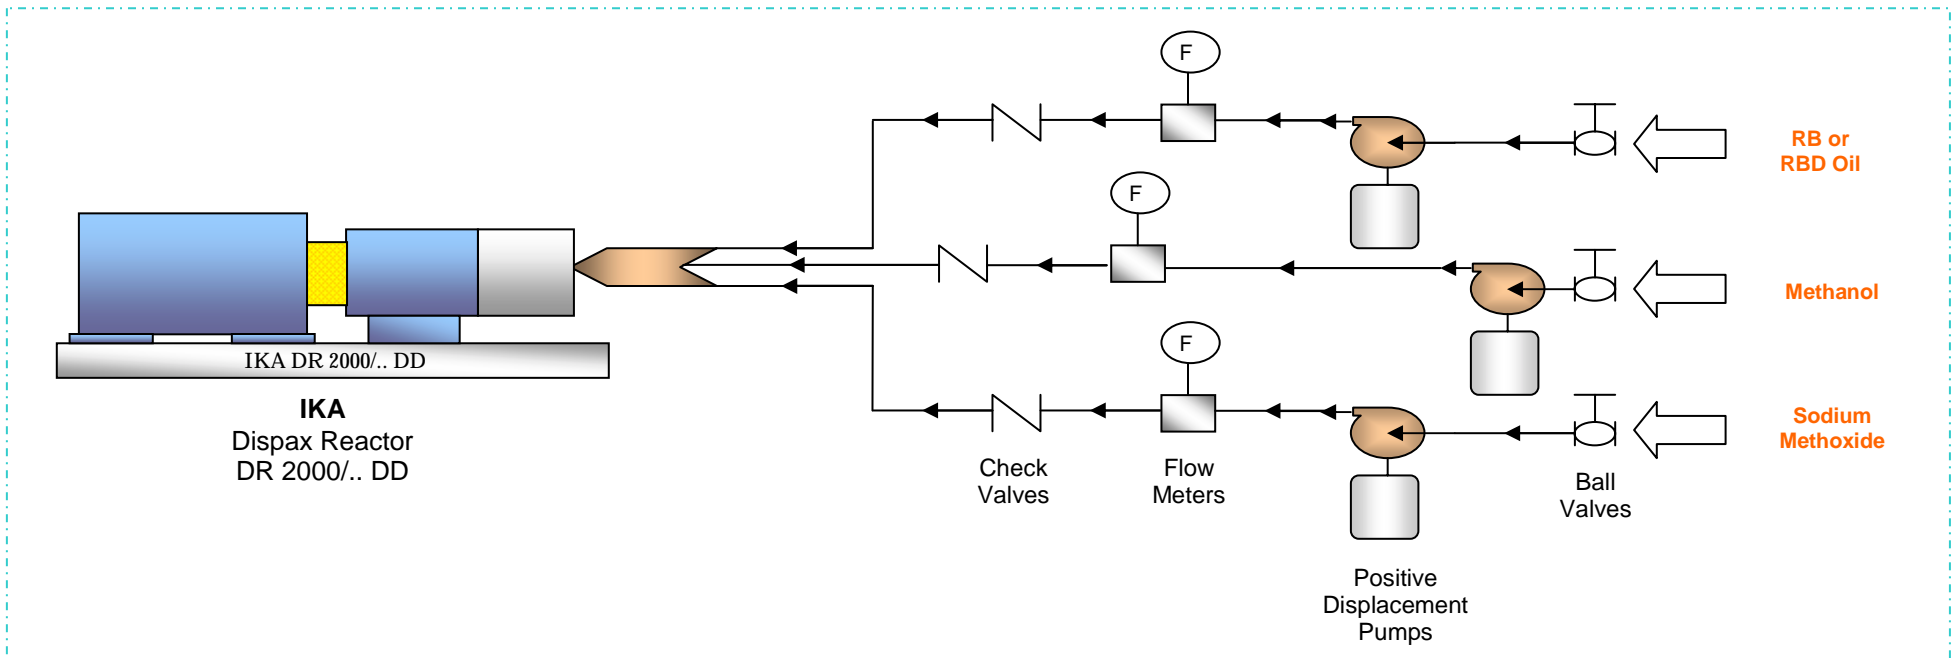 F
RB or
RBD Oil
F
Methanol
IKA DR 2000/.. DD
F
IKA
Dispax Reactor
DR 2000/.. DD
Sodium
Methoxide
Check
Valves
Flow
Meters
Ball
Valves
Positive
Displacement
Pumps